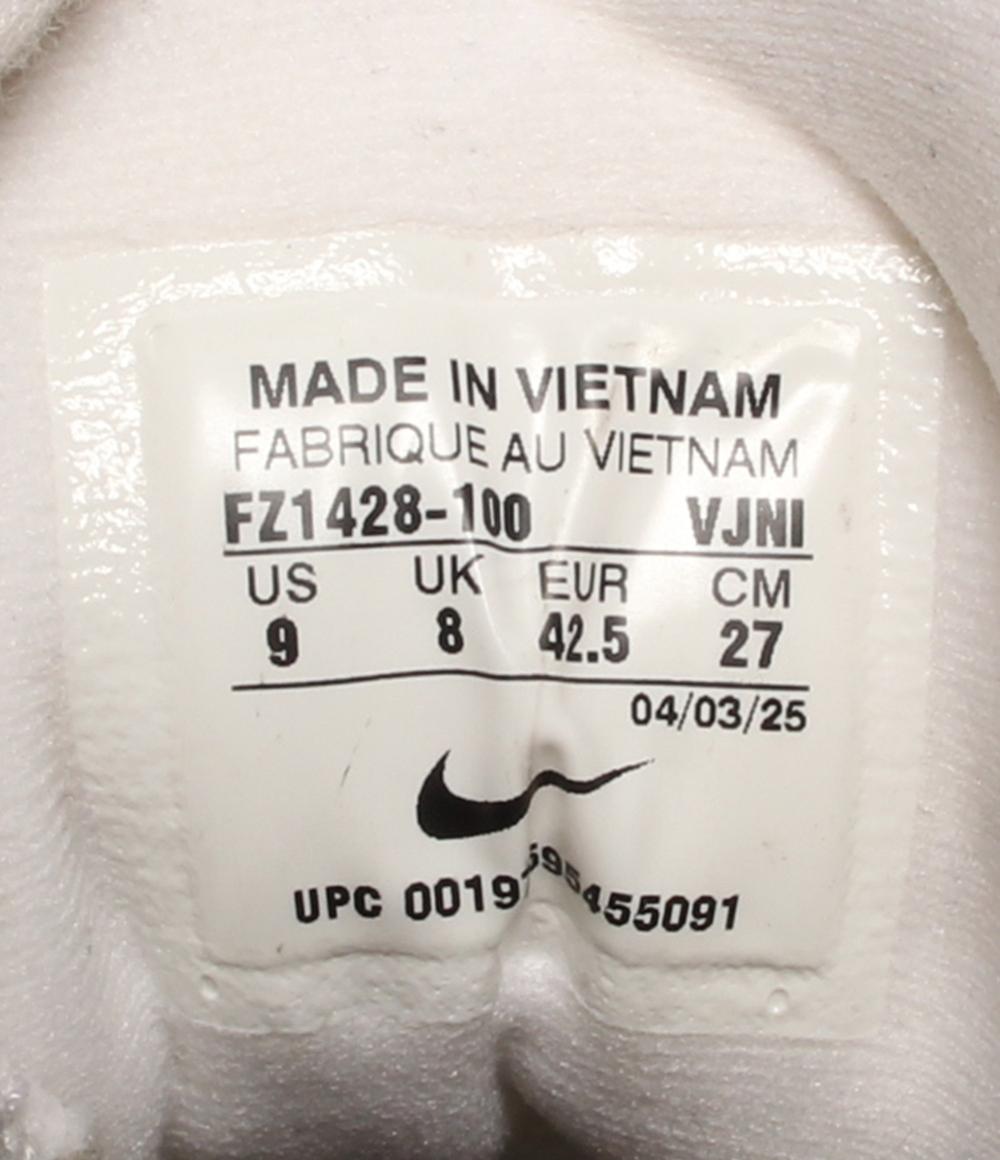 MADE IN VIETNAM
FABRIQUE AU VIETNAM
FZ1428-100 VJNI
US UK EUR CM
9 8 42.5 27
04/03/25
UPC